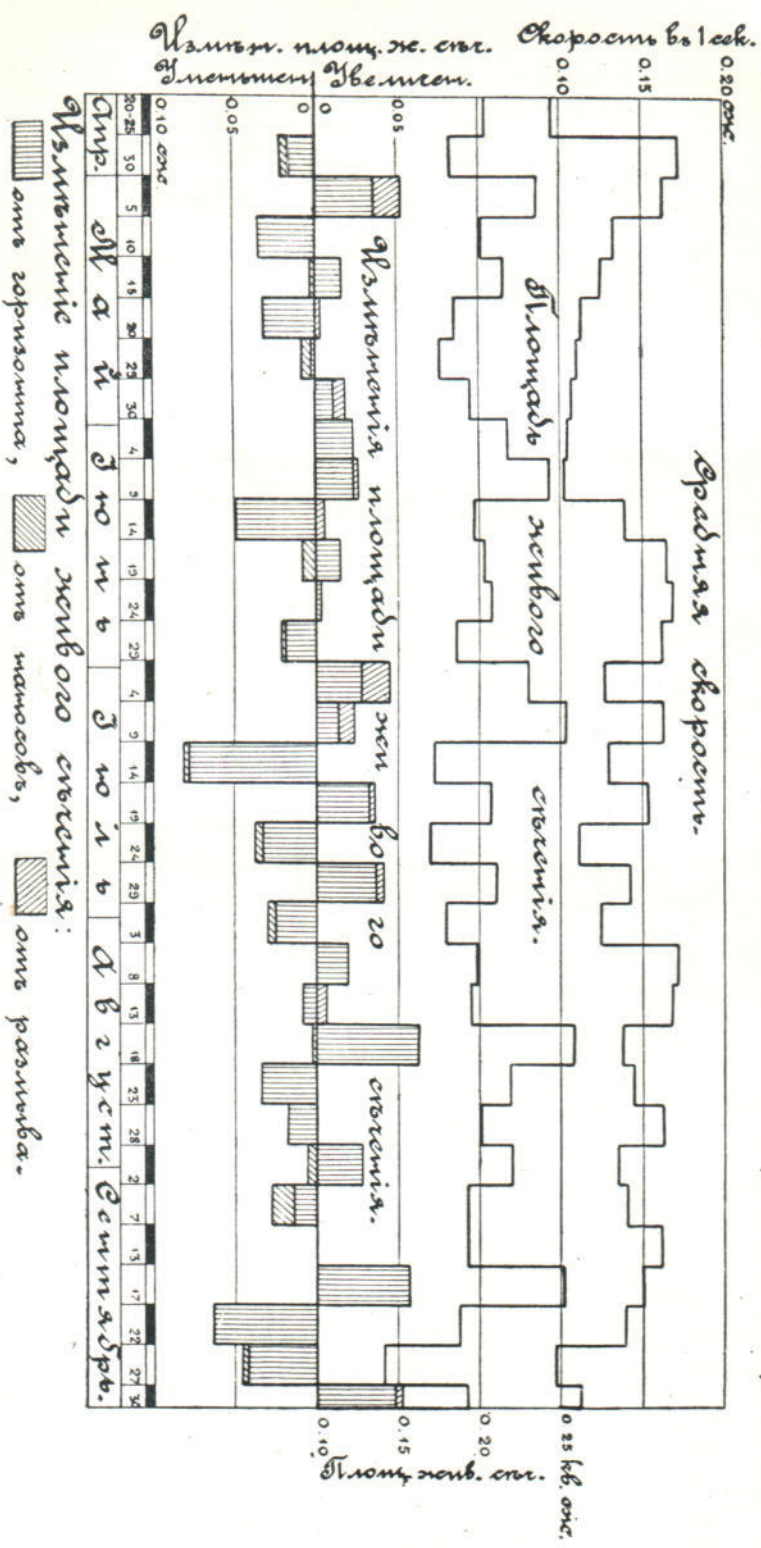 Скорость въ 1 сек.
0.20 саж.
0.15
0.10
Измѣн. площ. ж. сѣч.
Уменьшен. Увеличен.
0.05
0
0
0.05
0.10 саж.
Средняя скорость.
Площадь живого сѣченія.
Измѣненія площади живого сѣченія.
0.25 кв. саж.
0.20
0.15
0.10
Площ. жив. сѣч.
20-25 30 5 10 15 20 25 30 4 9 14 19 24 29 4 9 14 19 24 29 3 8 13 18 23 28 2 7 13 17 22 27 30
Апр. Май Іюнь Іюль Август. Сентябрь.
Измѣненіе площади живого сѣченія:
отъ горизонта, отъ наносовъ, отъ размыва.